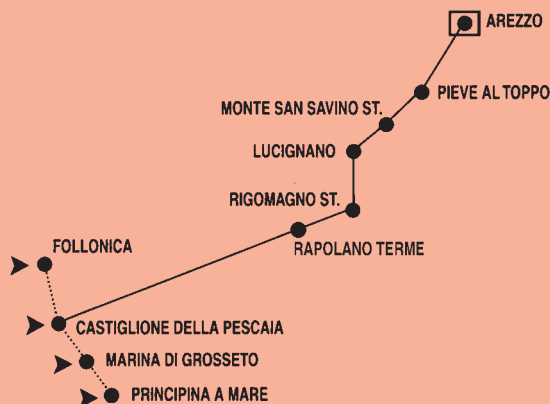 AREZZO
PIEVE AL TOPPO
MONTE SAN SAVINO ST.
LUCIGNANO
RIGOMAGNO ST.
RAPOLANO TERME
FOLLONICA
CASTIGLIONE DELLA PESCAIA
MARINA DI GROSSETO
PRINCIPINA A MARE